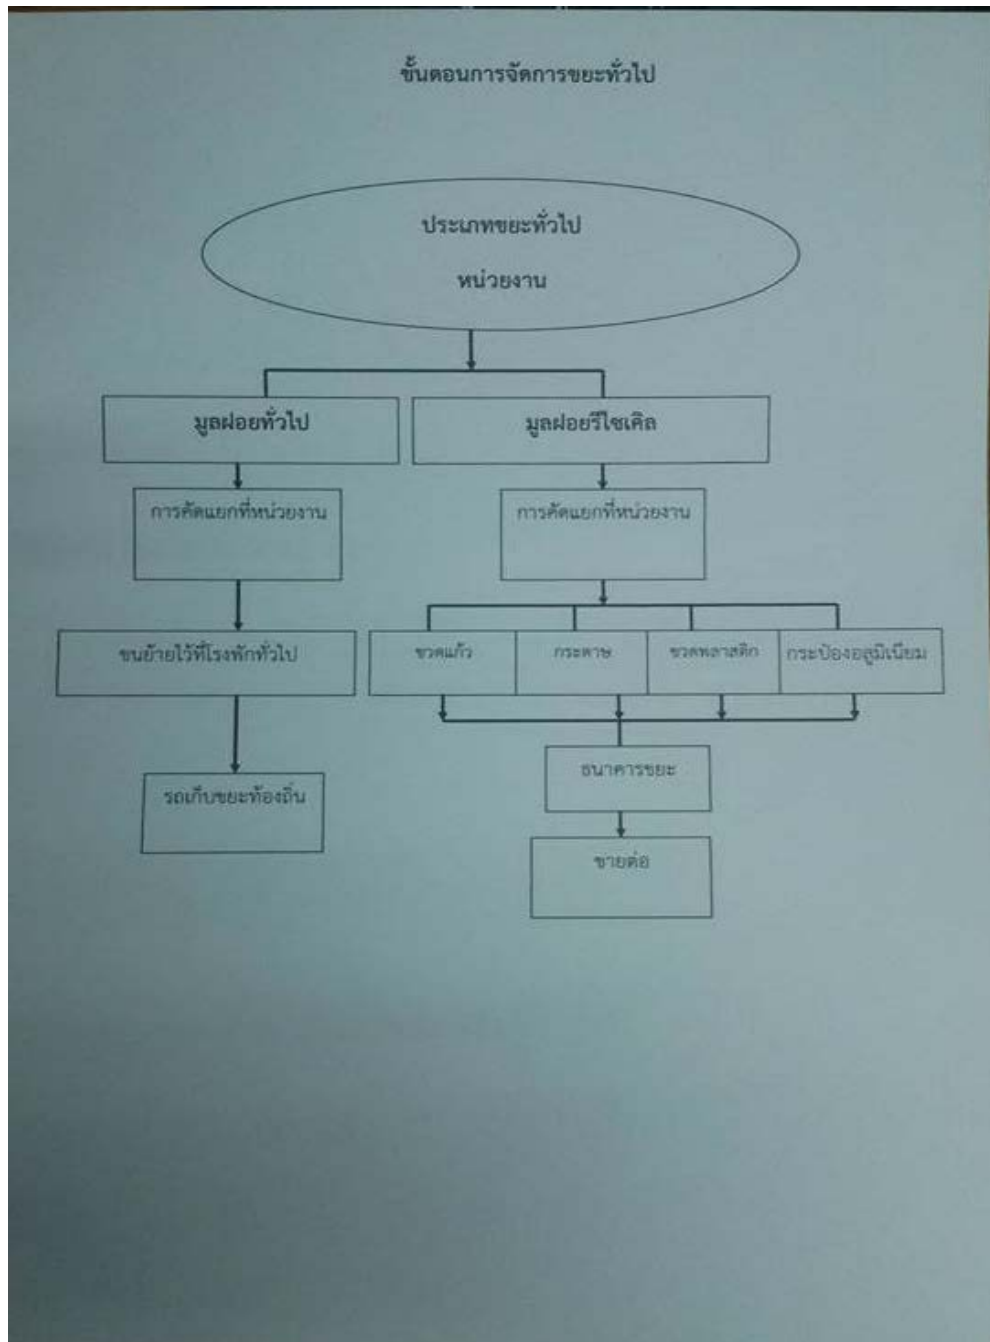 ขั้นตอนการจัดการขยะทั่วไป
ประเภทขยะทั่วไป
หน่วยงาน
มูลฝอยทั่วไป
มูลฝอยรีไซเคิล
การคัดแยกที่หน่วยงาน
การคัดแยกที่หน่วยงาน
ขนย้ายไว้ที่โรงพักทั่วไป
ขวดแก้ว
กระดาษ
ขวดพลาสติก
กระป๋องอลูมิเนียม
ธนาคารขยะ
รถเก็บขยะท้องถิ่น
ขายต่อ